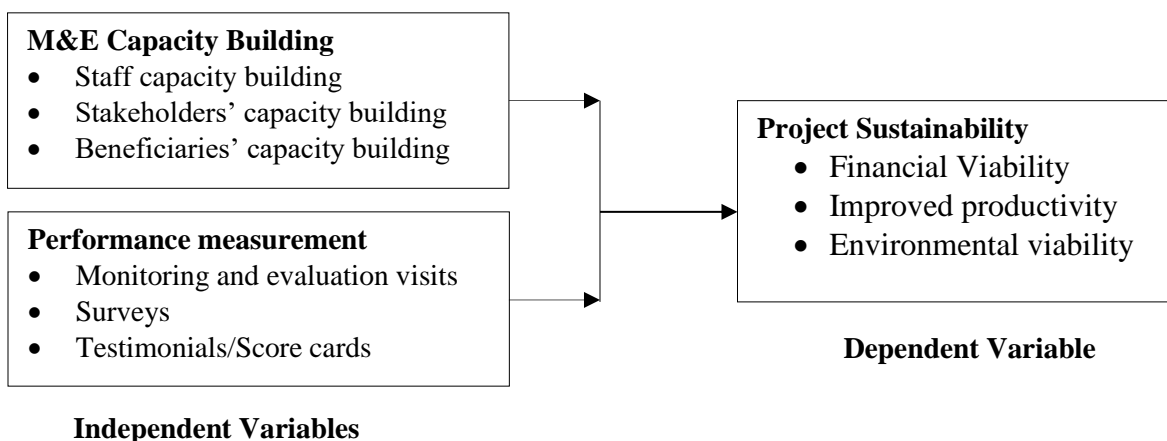 M&E Capacity Building
• Staff capacity building
• Stakeholders’ capacity building
• Beneficiaries’ capacity building
Performance measurement
• Monitoring and evaluation visits
• Surveys
• Testimonials/Score cards
Independent Variables
Project Sustainability
• Financial Viability
• Improved productivity
• Environmental viability
Dependent Variable